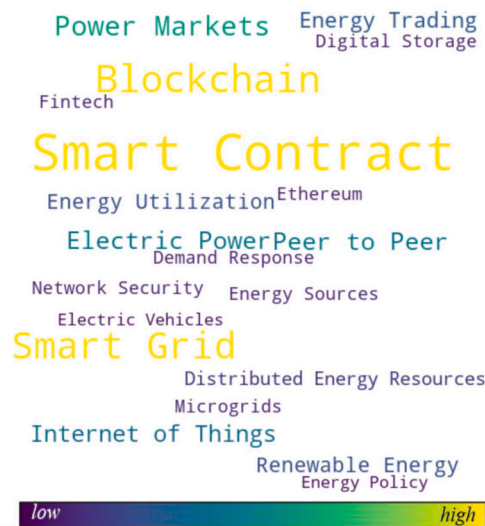 Power Markets
Energy Trading
Digital Storage
Blockchain
Fintech
Smart Contract
Energy Utilization
Ethereum
Electric Power
Peer to Peer
Demand Response
Network Security
Energy Sources
Electric Vehicles
Smart Grid
Distributed Energy Resources
Microgrids
Internet of Things
Renewable Energy
Energy Policy
low
high